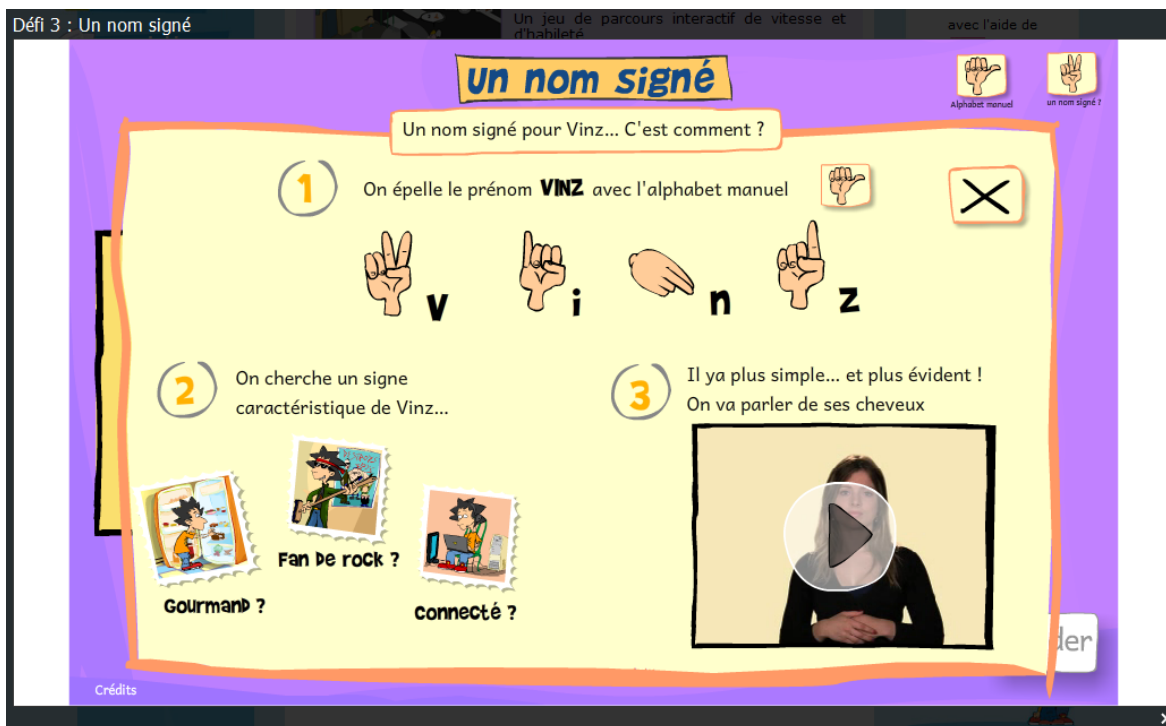 Un jeu de parcours interactif de vitesse et
d'habileté
avec l'aide de
Défi 3 : Un nom signé
un nom signé
Alphabet manuel
un nom signé ?
Un nom signé pour Vinz... C'est comment ?
1
On épelle le prénom VINZ avec l'alphabet manuel
V
i
n
z
2
On cherche un signe
caractéristique de Vinz...
Gourmand ?
Fan de rock ?
connecté ?
3
Il ya plus simple... et plus évident !
On va parler de ses cheveux
der
Crédits